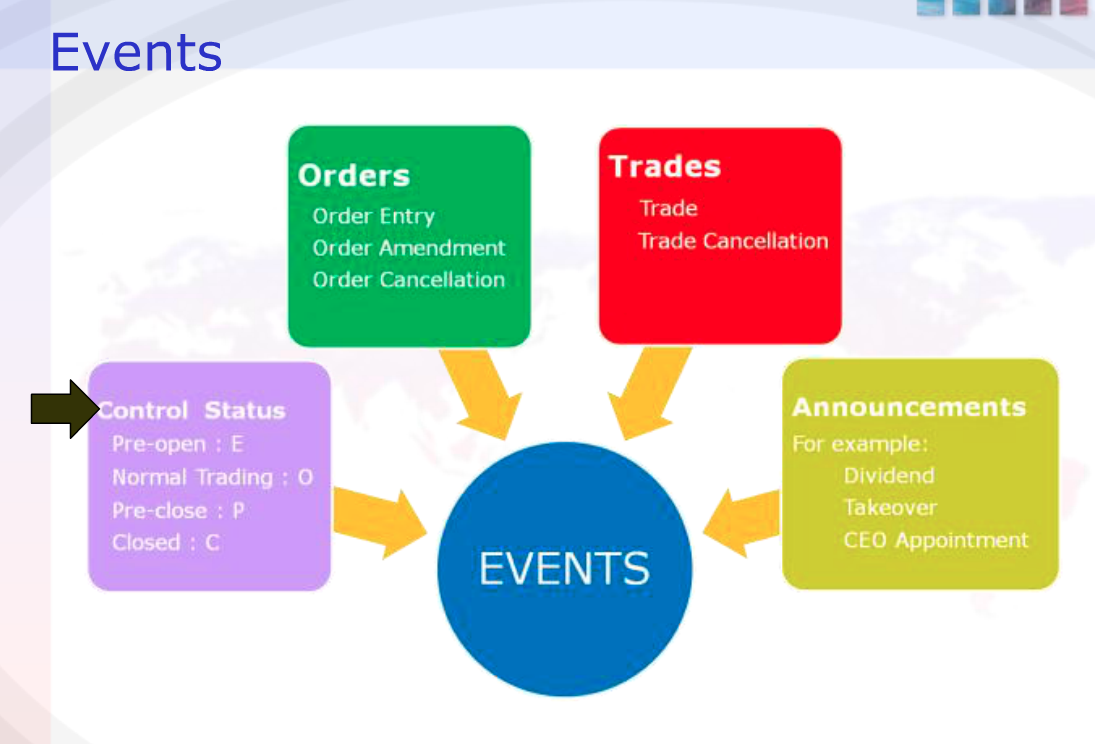 Events
Orders
Order Entry
Order Amendment
Order Cancellation
Trades
Trade
Trade Cancellation
Control Status
Pre-open : E
Normal Trading : O
Pre-close : P
Closed : C
Announcements
For example:
Dividend
Takeover
CEO Appointment
EVENTS